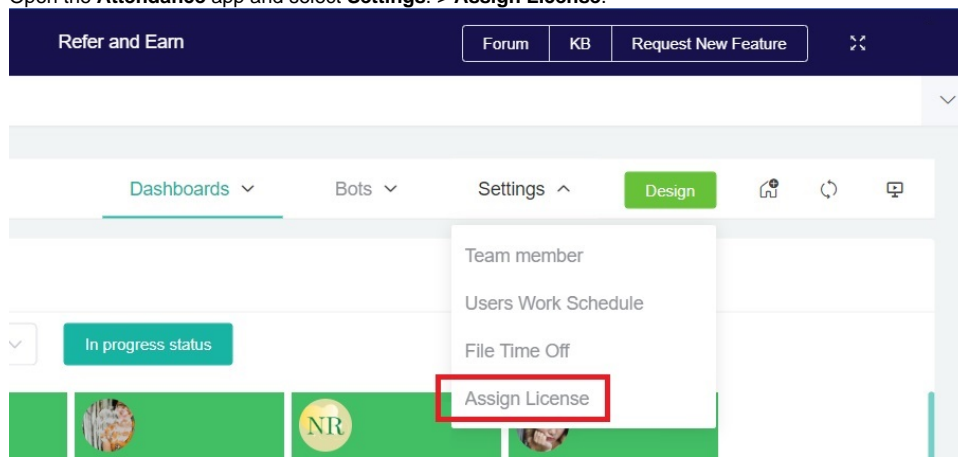 Open the Attendance app and select Settings. > Assign License.
Refer and Earn Forum KB Request New Feature
Dashboards Bots Settings Design
Team member
Users Work Schedule
In progress status File Time Off
Assign License
NR